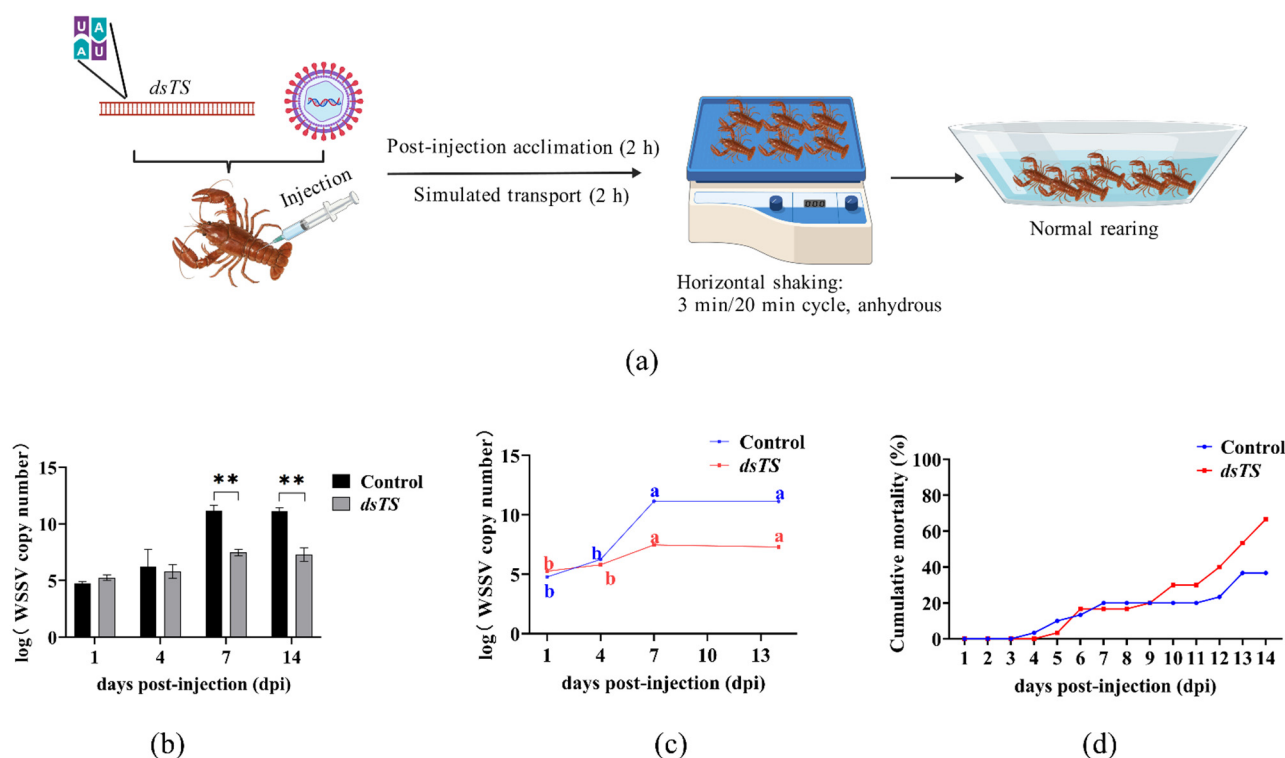 U A
A U
dsTS
Injection
Post-injection acclimation (2 h)
Simulated transport (2 h)
000
Horizontal shaking:
3 min/20 min cycle, anhydrous
Normal rearing
(a)
log( WSSV copy number)
15
10
5
0
** **
Control
dsTS
1 4 7 14
days post-injection (dpi)
(b)
log( WSSV copy number)
15
10
5
0
Control
dsTS
a a
b b a a
b b
1 4 7 10 13
days post-injection (dpi)
(c)
Cumulative mortality (%)
100
80
60
40
20
0
Control
dsTS
1 2 3 4 5 6 7 8 9 10 11 12 13 14
days post-injection (dpi)
(d)